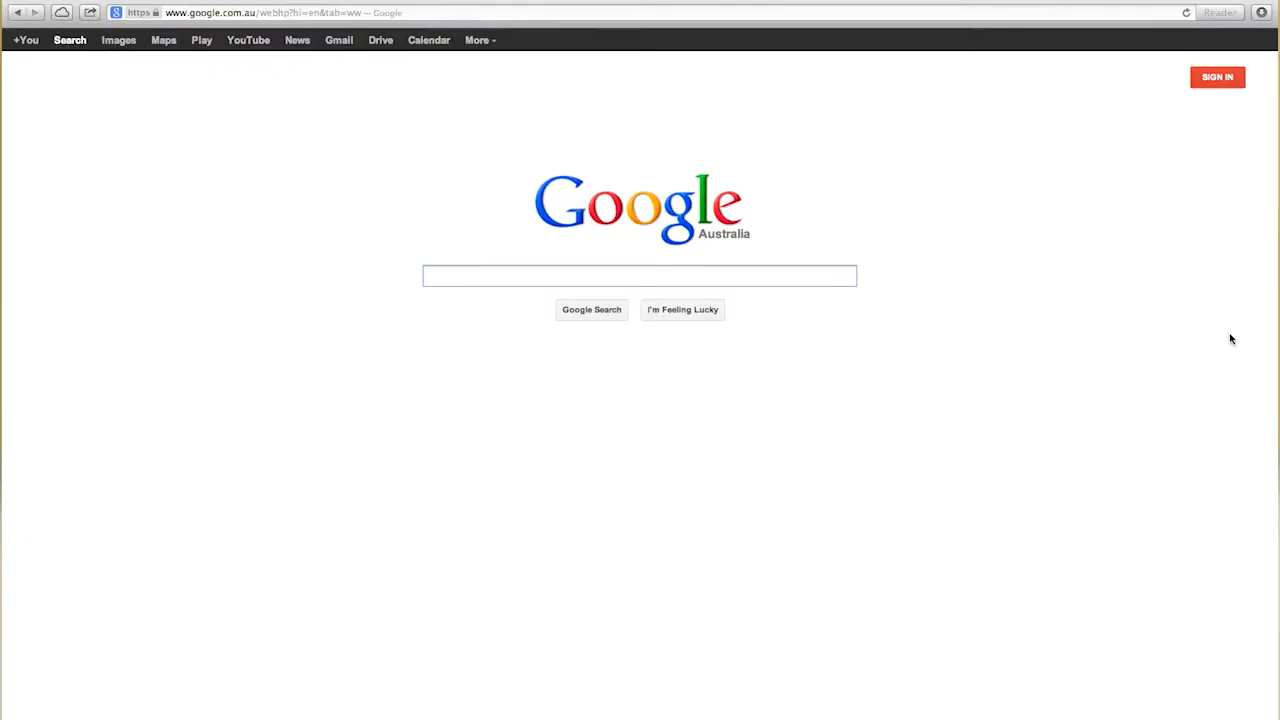 https www.google.com.au/webhp?hl=en&tab=ww — Google Reader
+You Search Images Maps Play YouTube News Gmail Drive Calendar More
SIGN IN
Google
Australia
Google Search I'm Feeling Lucky